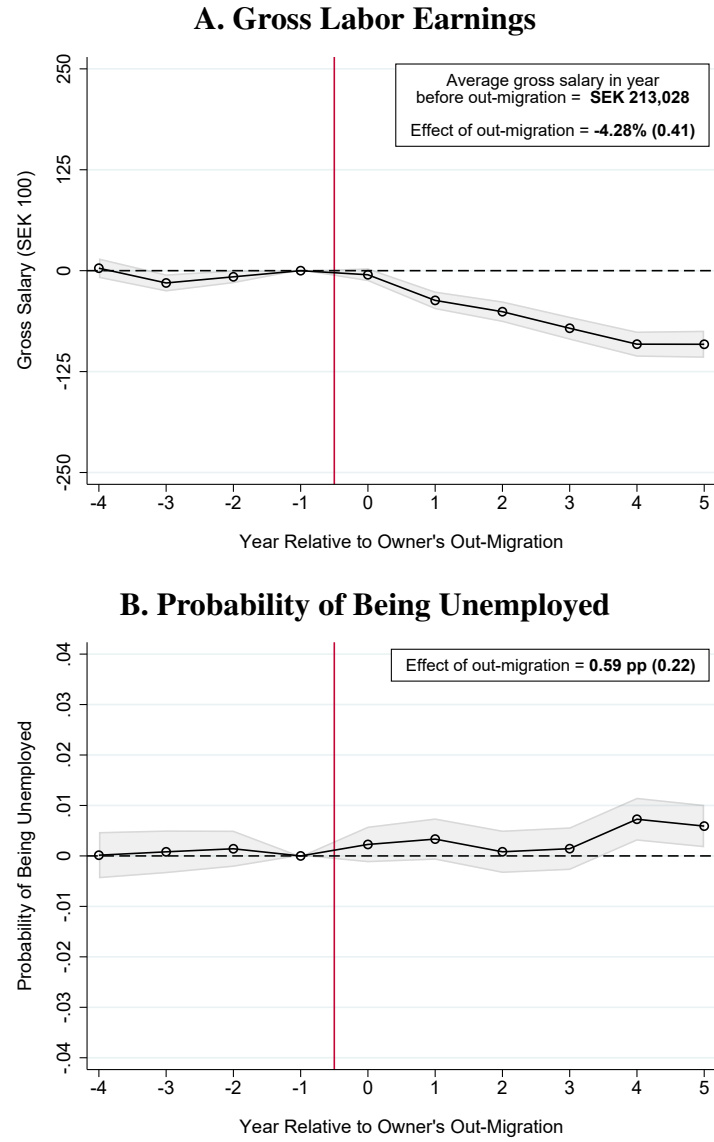 A. Gross Labor Earnings
Average gross salary in year
before out-migration = SEK 213,028
Effect of out-migration = -4.28% (0.41)
Gross Salary (SEK 100)
250
125
0
-125
-250
-4 -3 -2 -1 0 1 2 3 4 5
Year Relative to Owner's Out-Migration
B. Probability of Being Unemployed
Effect of out-migration = 0.59 pp (0.22)
Probability of Being Unemployed
.04
.03
.02
.01
0
-.01
-.02
-.03
-.04
-4 -3 -2 -1 0 1 2 3 4 5
Year Relative to Owner's Out-Migration